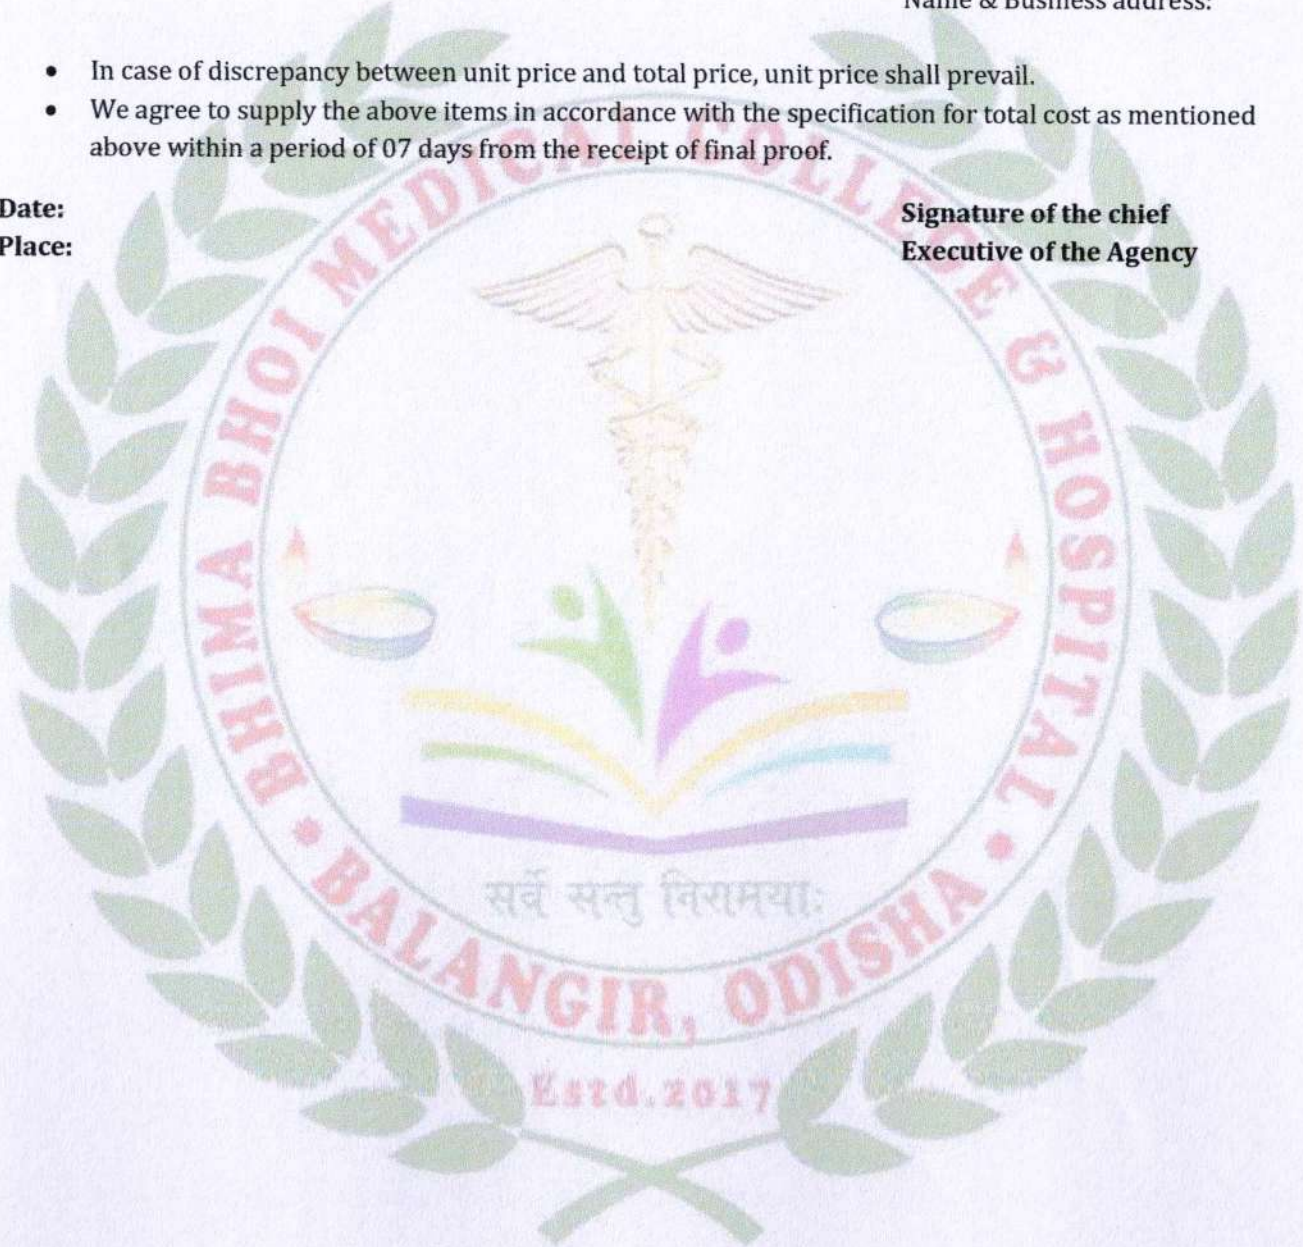 Name & Business address:
• In case of discrepancy between unit price and total price, unit price shall prevail.
• We agree to supply the above items in accordance with the specification for total cost as mentioned
above within a period of 07 days from the receipt of final proof.
Date:
Signature of the chief
Place:
Executive of the Agency
BHIMA BHOI MEDICAL COLLEGE & HOSPITAL
सर्वे सन्तु निरामयाः
• BALANGIR, ODISHA •
Estd.2017